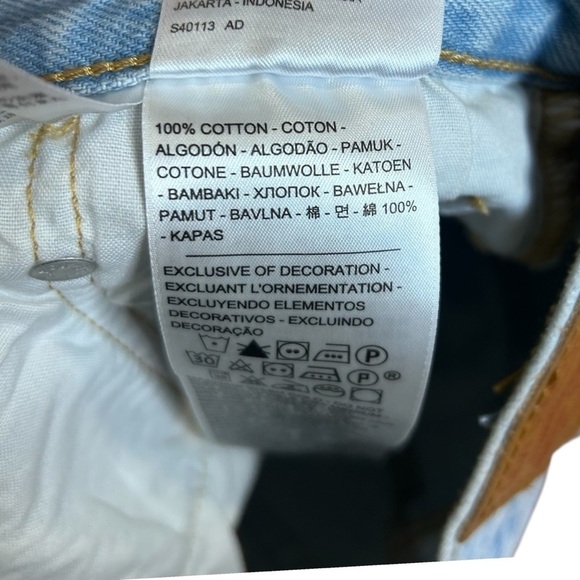 JAKARTA - INDONESIA
S40113 AD
100% COTTON - COTON -
ALGODÓN - ALGODÃO - PAMUK -
COTONE - BAUMWOLLE - KATOEN
- BAMBAKI - ХЛОПОК - BAWEŁNA -
PAMUT - BAVLNA - 棉 - 면 - 綿 100%
- KAPAS
EXCLUSIVE OF DECORATION -
EXCLUANT L'ORNEMENTATION -
EXCLUYENDO ELEMENTOS
DECORATIVOS - EXCLUINDO
DECORAÇÃO
P
30 P ®